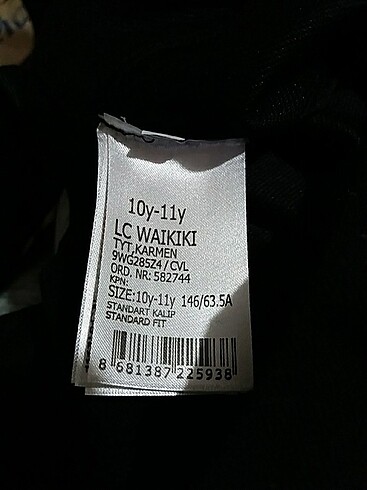 10y-11y
LC WAIKIKI
TYT,KARMEN
9WG285Z4 / CVL
ORD. NR: 582744
KPN:
SIZE:10y-11y 146/63.5A
STANDART KALIP
STANDARD FIT
8 681387 225938